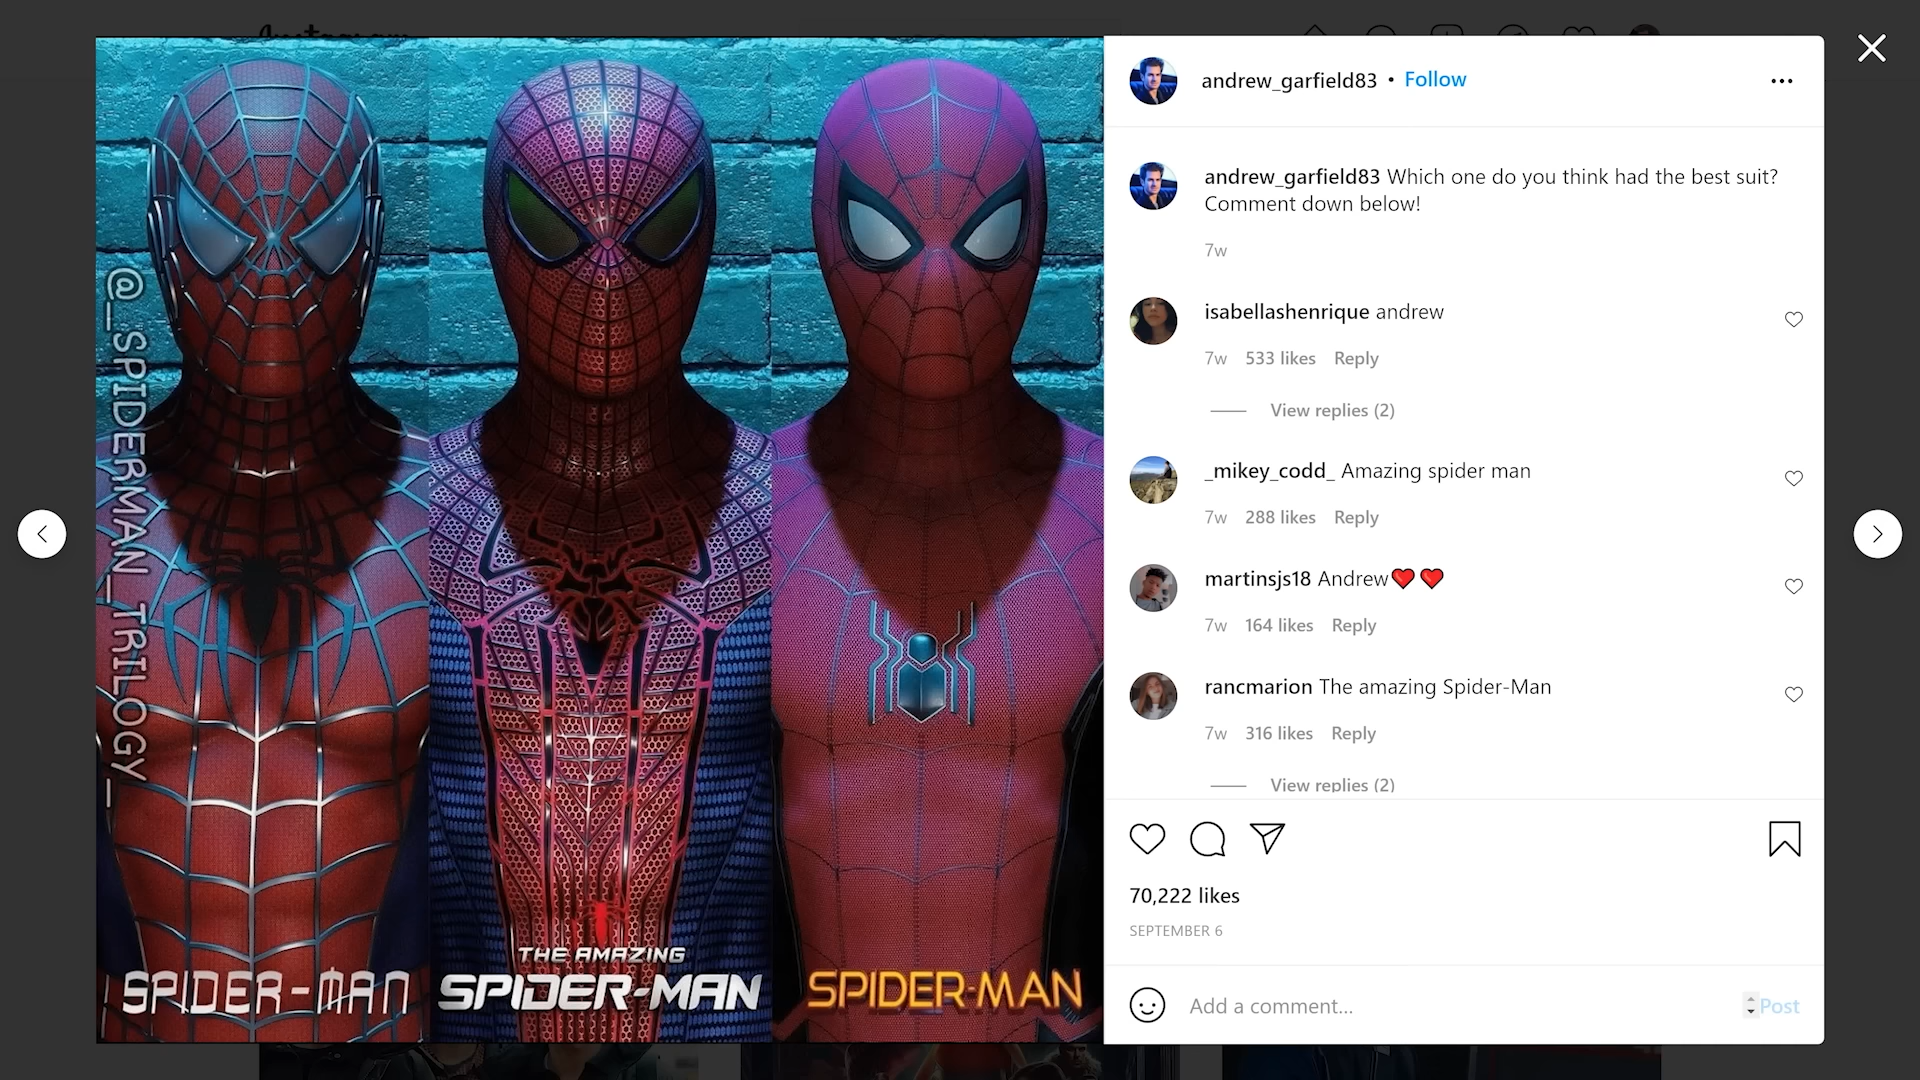 Instagram
@__SPIDERMAN_TRILOGY_
SPIDER-MAN
THE AMAZING
SPIDER-MAN
SPIDER-MAN
andrew_garfield83 • Follow
andrew_garfield83 Which one do you think had the best suit?
Comment down below!
7w
isabellashenrique andrew
7w 533 likes Reply
View replies (2)
_mikey_codd_ Amazing spider man
7w 288 likes Reply
martinsjs18 Andrew❤️❤️
7w 164 likes Reply
rancmarion The amazing Spider-Man
7w 316 likes Reply
View replies (2)
70,222 likes
SEPTEMBER 6
Add a comment...
Post